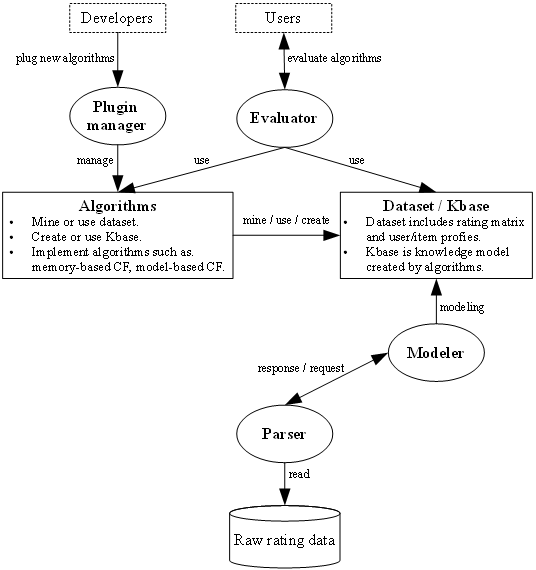 Developers
Users
plug new algorithms
evaluate algorithms
Plugin
manager
Evaluator
manage
use
use
Algorithms
• Mine or use dataset.
• Create or use Kbase.
• Implement algorithms such as.
memory-based CF, model-based CF.
mine / use / create
Dataset / Kbase
• Dataset includes rating matrix
and user/item profies.
• Kbase is knowledge model
created by algorithms.
modeling
Modeler
response / request
Parser
read
Raw rating data